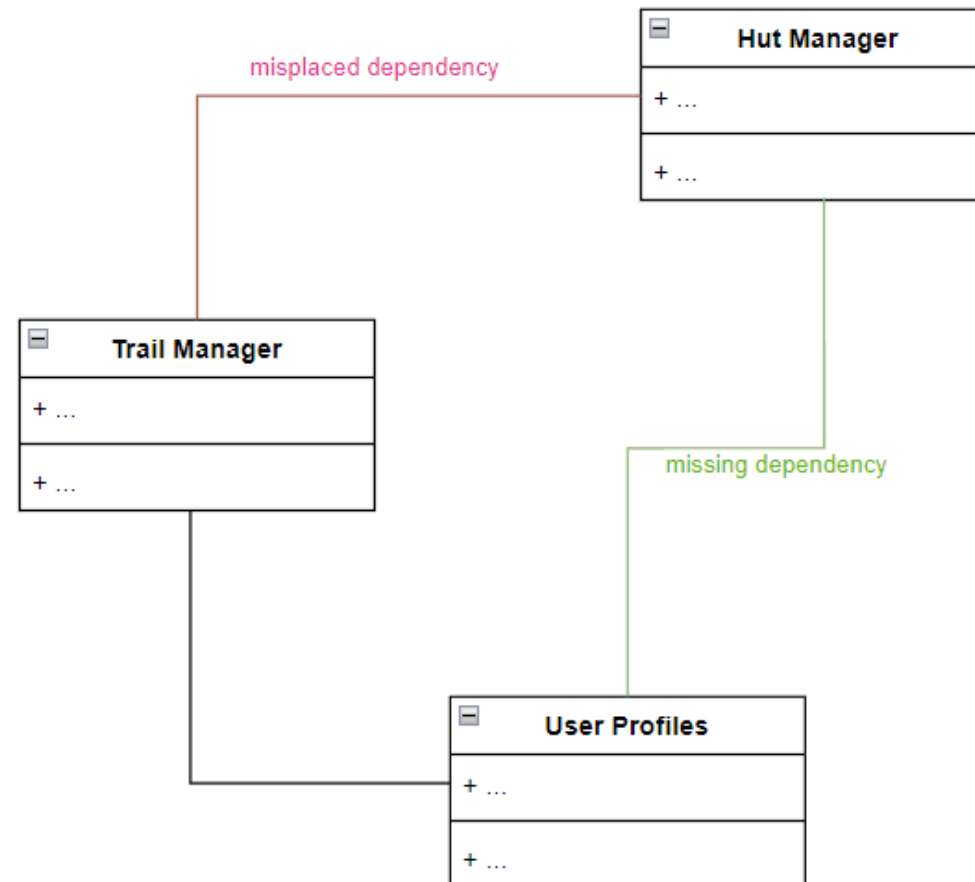 Hut Manager
misplaced dependency
+ ...
+ ...
Trail Manager
+ ...
+ ...
missing dependency
User Profiles
+ ...
+ ...